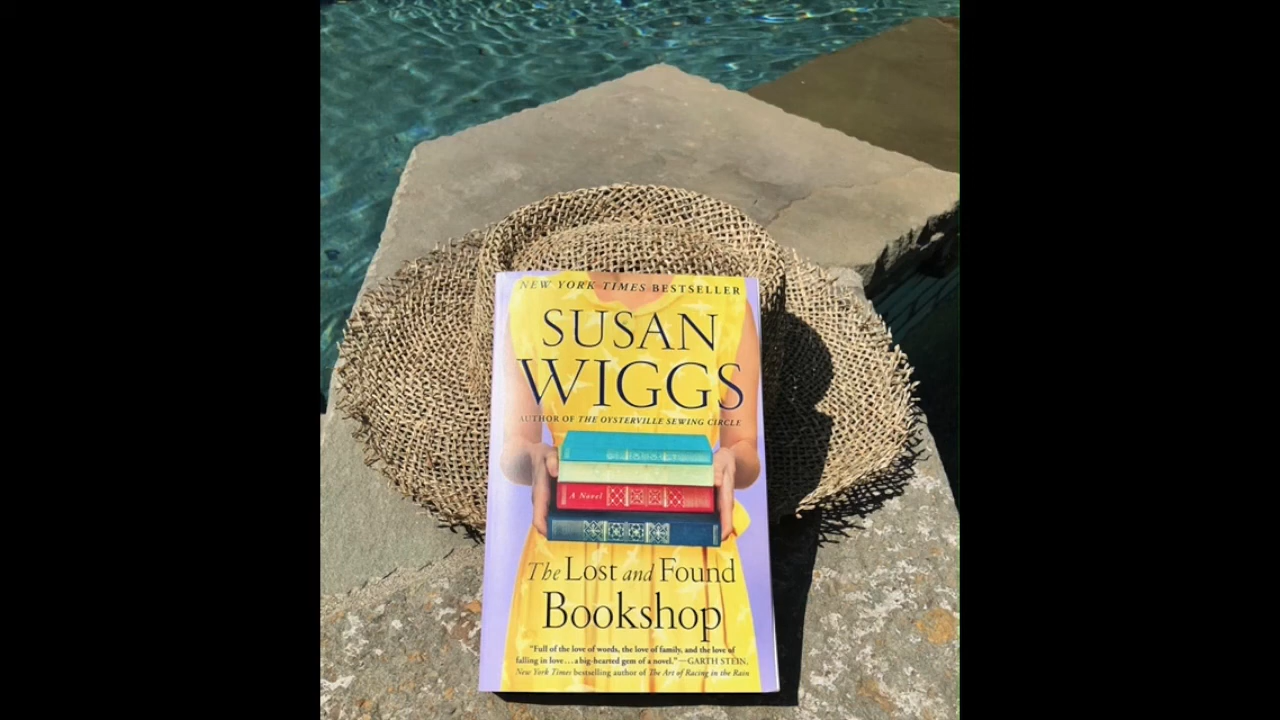 NEW YORK TIMES BESTSELLER
SUSAN
WIGGS
AUTHOR OF THE OYSTERVILLE SEWING CIRCLE
A Novel
The Lost and Found
Bookshop
"Full of the love of words, the love of family, and the love of
falling in love...a big-hearted gem of a novel." —GARTH STEIN,
New York Times bestselling author of The Art of Racing in the Rain